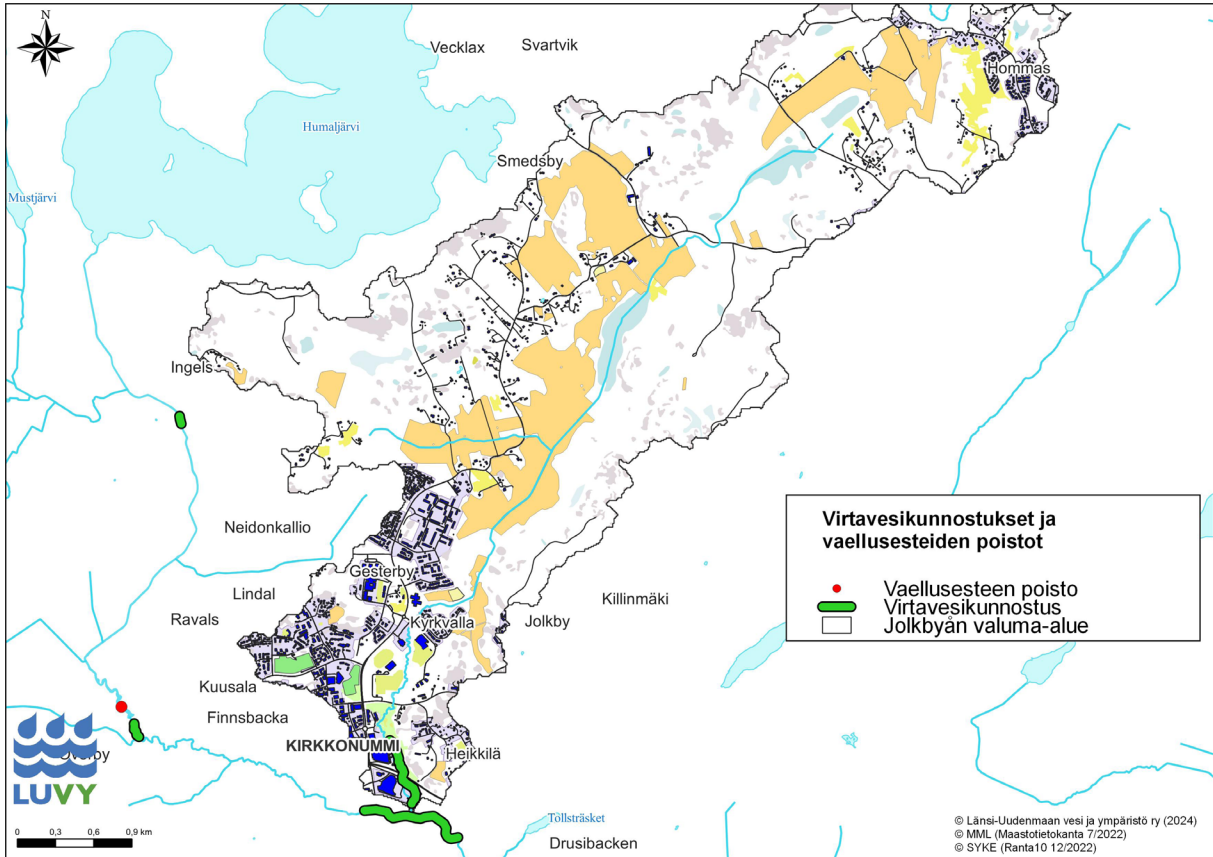 N
Vecklax
Svartvik
Hommas
Humaljärvi
Smedsby
Mustjärvi
Ingels
Neidonkallio
Gesterby
Lindal
Killinmäki
Ravals
Kyrkvalla
Jolkby
Kuusala
Finnsbacka
KIRKKONUMMI
Heikkilä
Överby
LUVY
0 0,3 0,6 0,9 km
Töllsträsket
Drusibacken
Virtavesikunnostukset ja
vaellusesteiden poistot
Vaellusesteen poisto
Virtavesikunnostus
Jolkbyån valuma-alue
© Länsi-Uudenmaan vesi ja ympäristö ry (2024)
© MML (Maastotietokanta 7/2022)
© SYKE (Ranta10 12/2022)